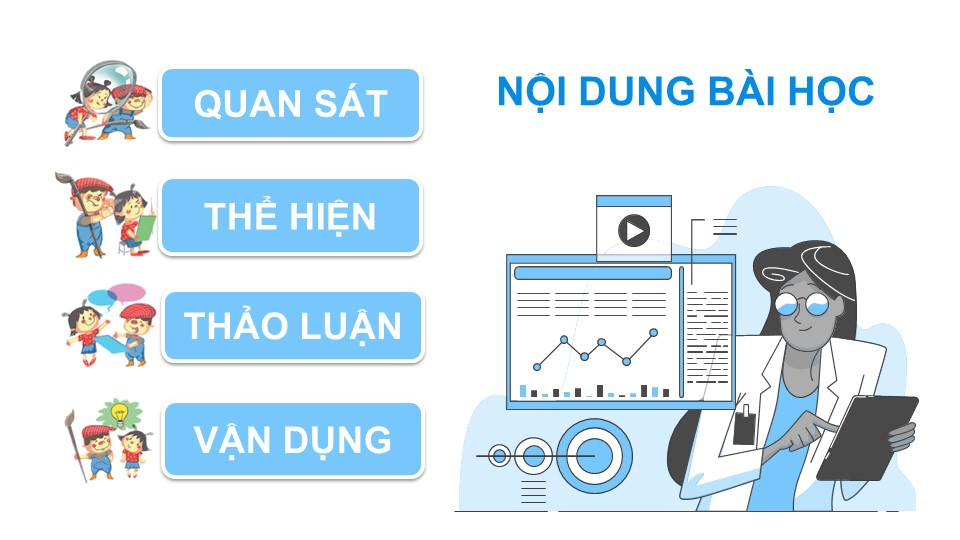 NỘI DUNG BÀI HỌC
QUAN SÁT
THỂ HIỆN
THẢO LUẬN
VẬN DỤNG